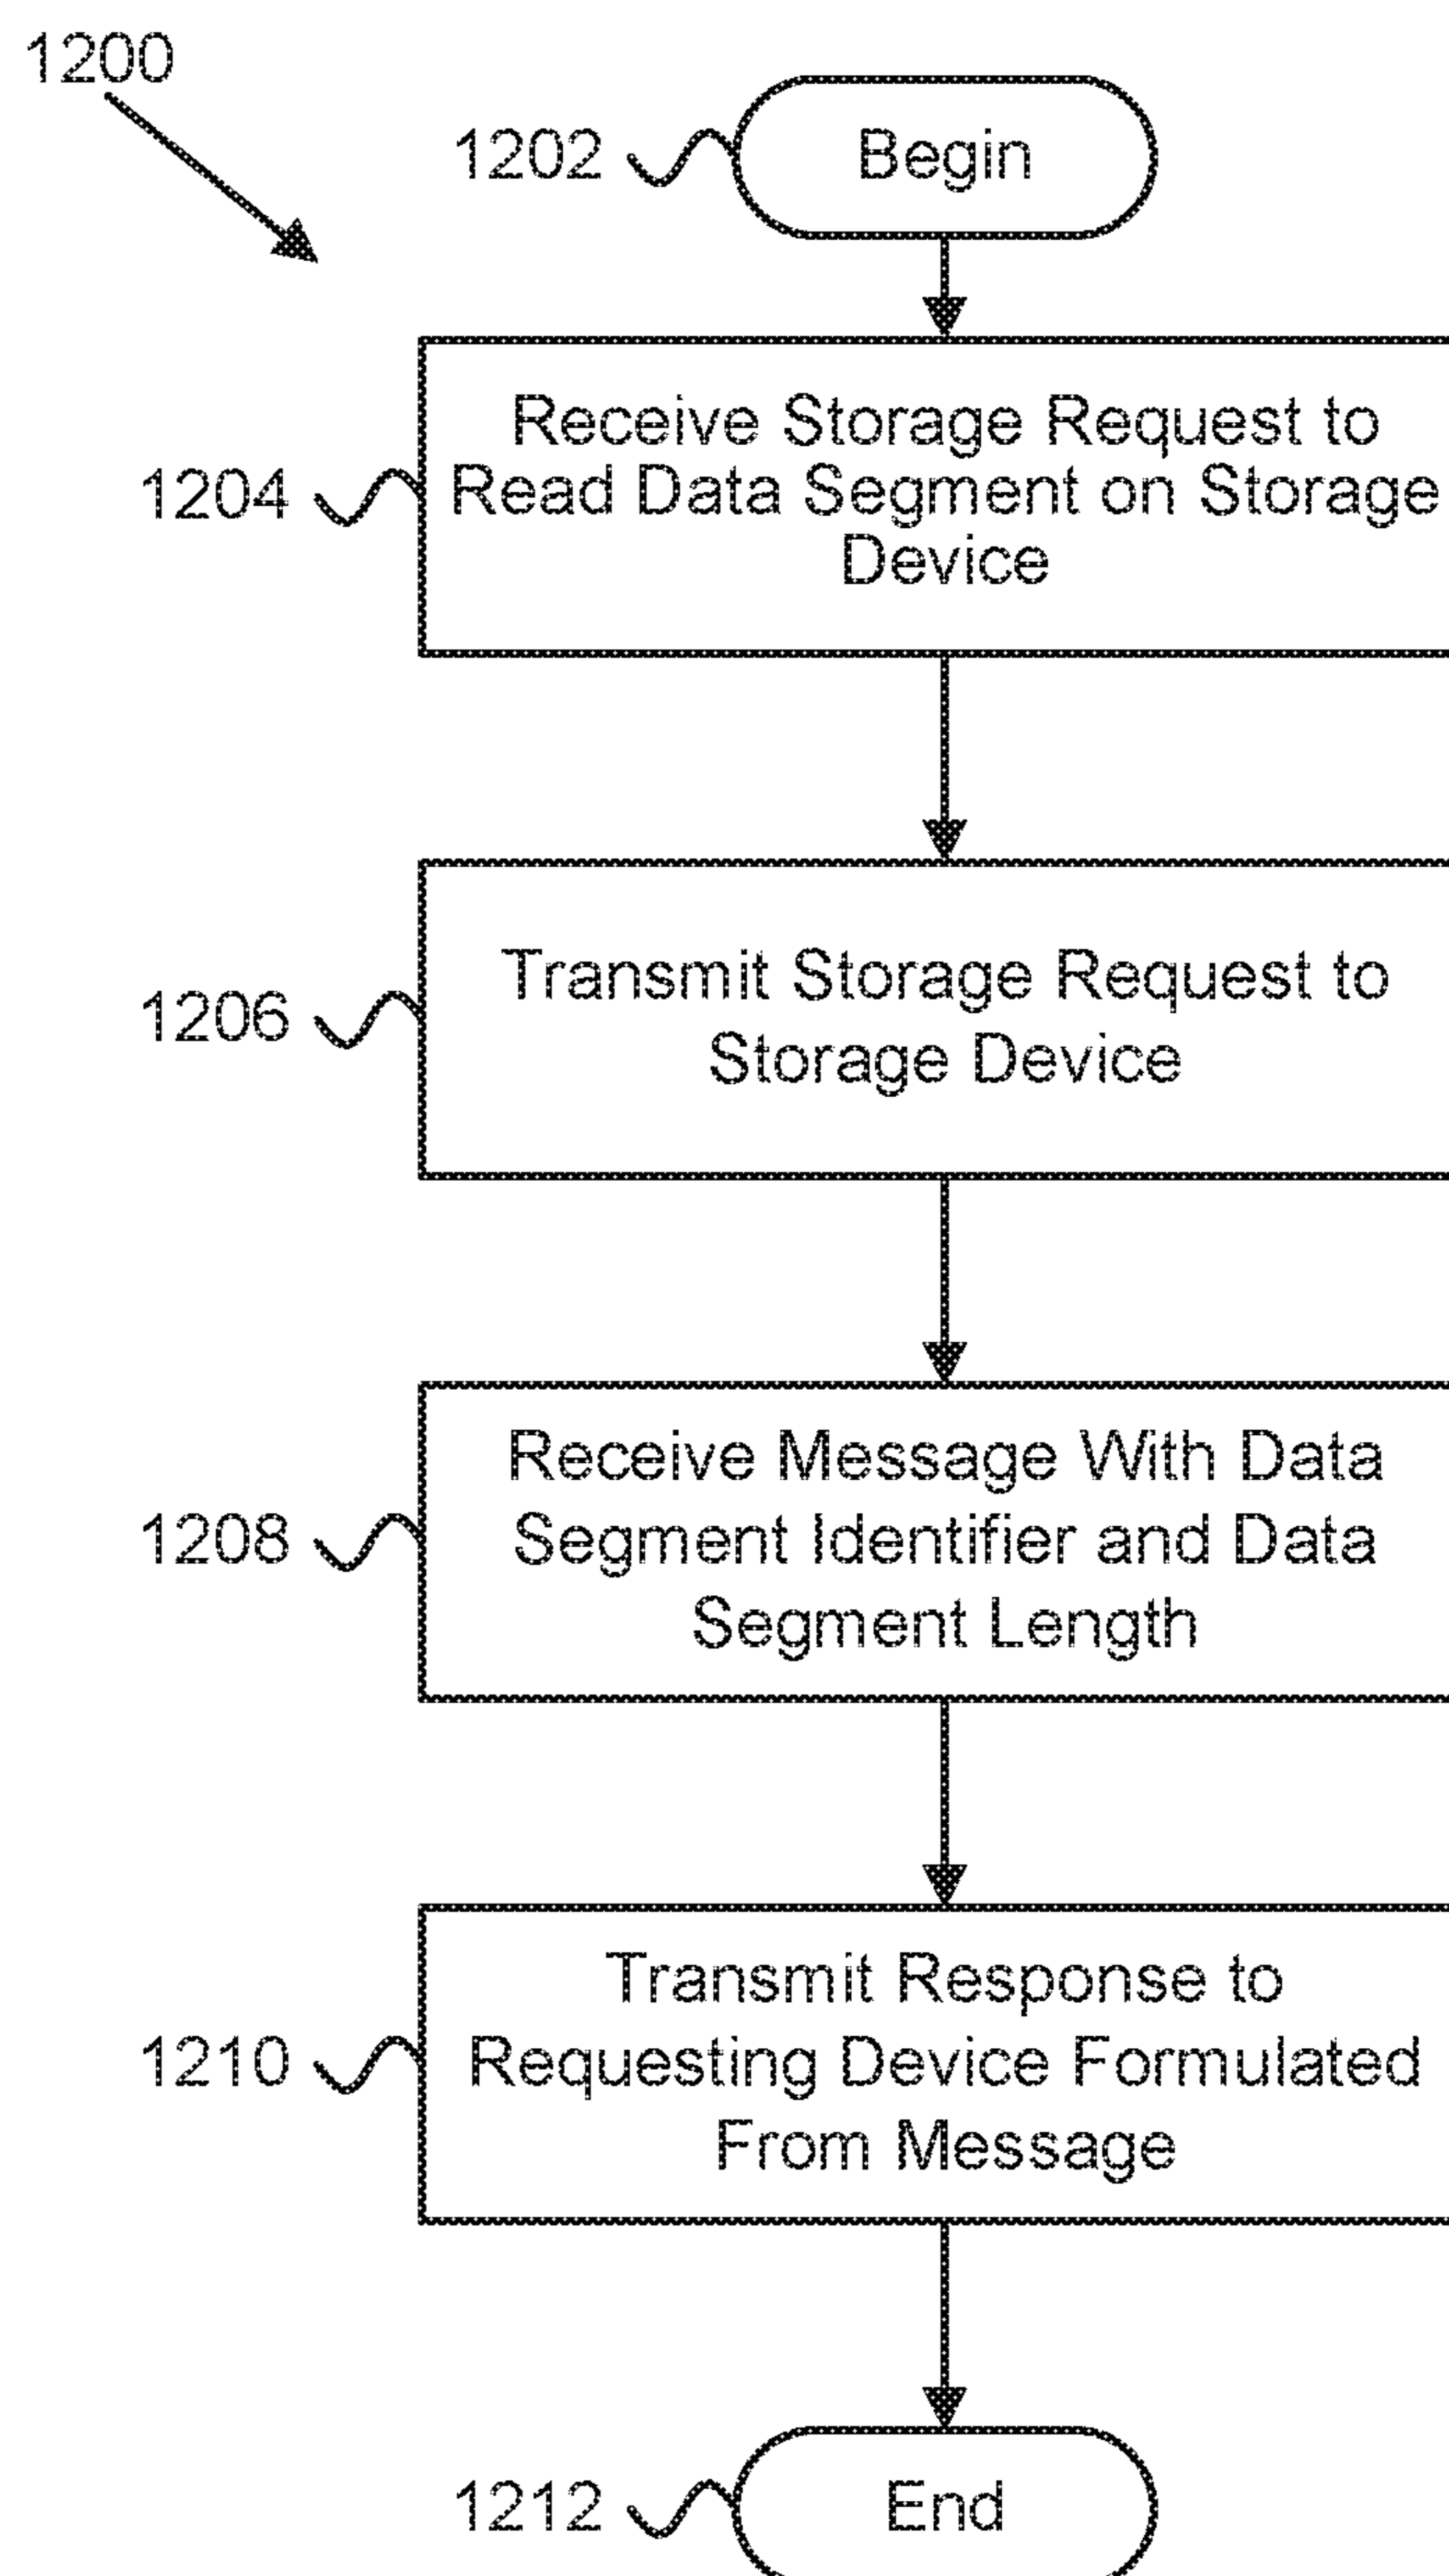 1200
1202
Begin
Receive Storage Request to
1204
Read Data Segment on Storage
Device
Transmit Storage Request to
1206
Storage Device
Receive Message With Data
1208
Segment Identifier and Data
Segment Length
Transmit Response to
1210
Requesting Device Formulated
From Message
1212
End